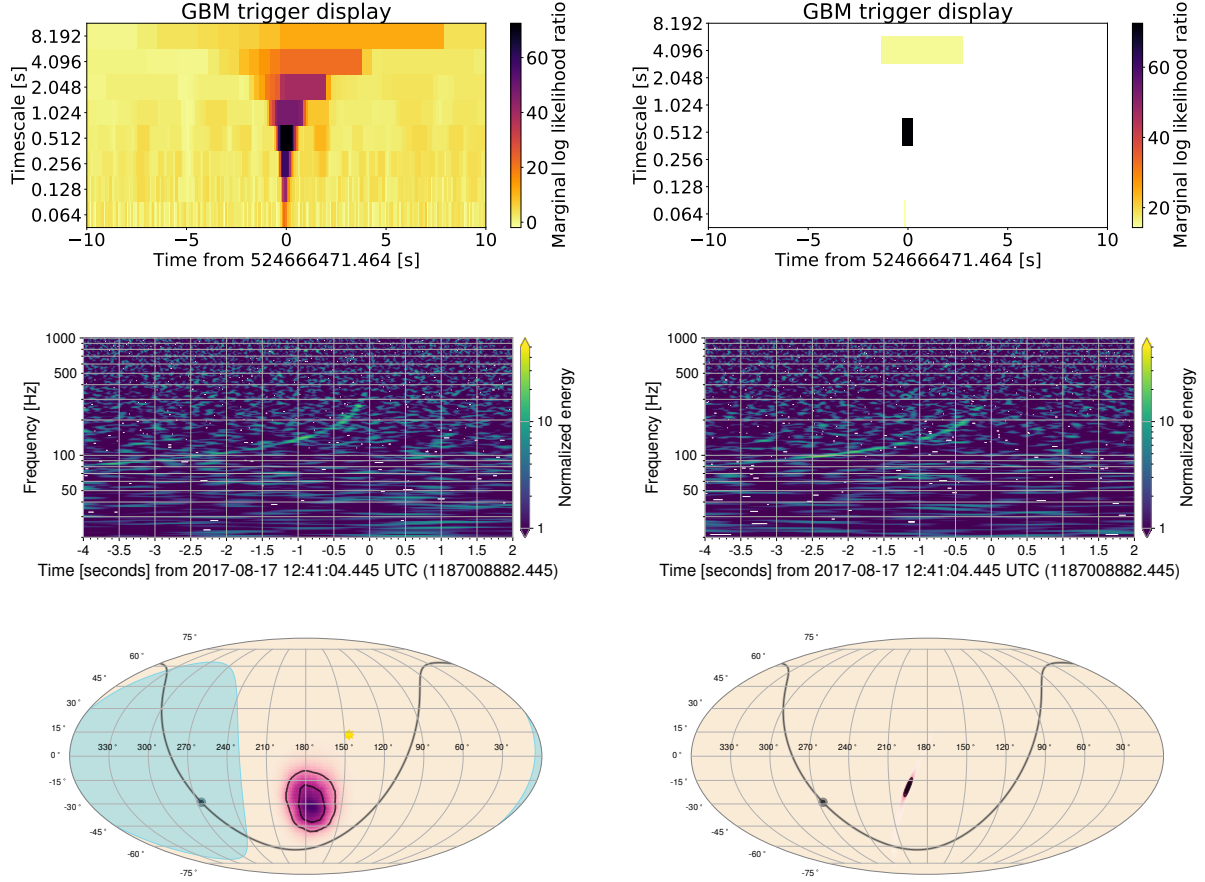 GBM trigger display
8.192
4.096
2.048
1.024
0.512
0.256
0.128
0.064
Timescale [s]
−10 −5 0 5 10
Time from 524666471.464 [s]
60
40
20
0
Marginal log likelihood ratio
GBM trigger display
8.192
4.096
2.048
1.024
0.512
0.256
0.128
0.064
Timescale [s]
−10 −5 0 5 10
Time from 524666471.464 [s]
60
40
20
Marginal log likelihood ratio
1000
500
100
50
Frequency [Hz]
-4 -3.5 -3 -2.5 -2 -1.5 -1 -0.5 0 0.5 1 1.5 2
Time [seconds] from 2017-08-17 12:41:04.445 UTC (1187008882.445)
10
1
Normalized energy
1000
500
100
50
Frequency [Hz]
-4 -3.5 -3 -2.5 -2 -1.5 -1 -0.5 0 0.5 1 1.5 2
Time [seconds] from 2017-08-17 12:41:04.445 UTC (1187008882.445)
10
1
Normalized energy
75°
60°
45°
30°
15°
0°
330° 300° 270° 240° 210° 180° 150° 120° 90° 60° 30°
-15°
-30°
-45°
-60°
-75°
75°
60°
45°
30°
15°
0°
330° 300° 270° 240° 210° 180° 150° 120° 90° 60° 30°
-15°
-30°
-45°
-60°
-75°